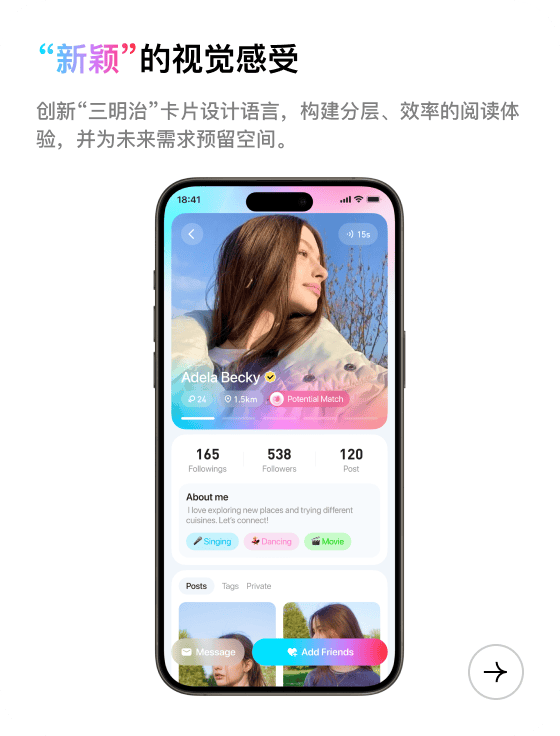 “新颖”的视觉感受
创新“三明治”卡片设计语言，构建分层、效率的阅读体
验，并为未来需求预留空间。
18:41
15s
Adela Becky
24 1.5km Potential Match
165 538 120
Followings Followers Post
About me
I love exploring new places and trying different
cuisines. Let's connect!
Singing Dancing Movie
Posts Tags Private
Message Add Friends